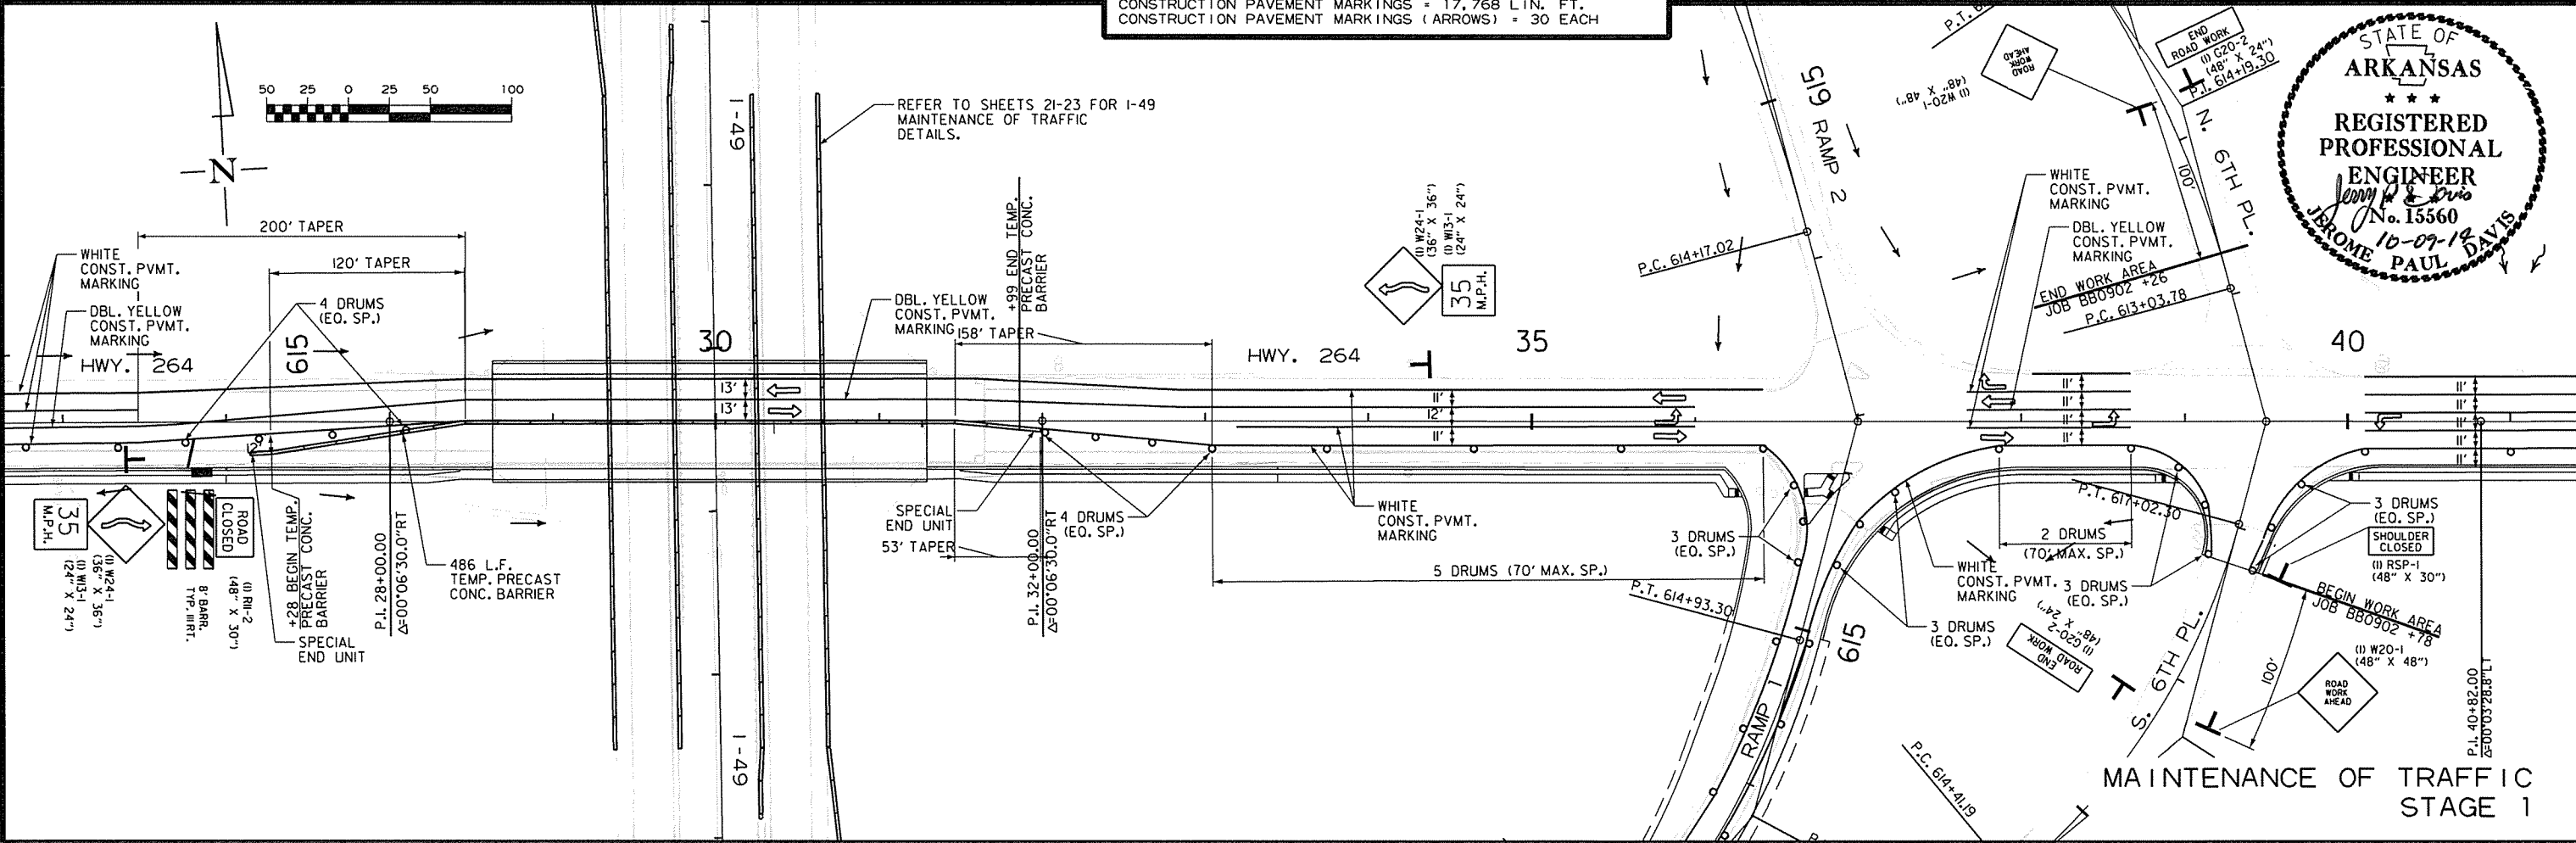 CONSTRUCTION PAVEMENT MARKINGS = 17,768 LIN. FT.
CONSTRUCTION PAVEMENT MARKINGS (ARROWS) = 30 EACH
50 25 0 25 50 100
N
200' TAPER
120' TAPER
WHITE
CONST. PVMT.
MARKING
DBL. YELLOW
CONST. PVMT.
MARKING
HWY. 264
4 DRUMS
(EQ. SP.)
615
I-49
30
REFER TO SHEETS 21-23 FOR I-49
MAINTENANCE OF TRAFFIC
DETAILS.
+99 END TEMP.
PRECAST CONC.
BARRIER
DBL. YELLOW
CONST. PVMT.
MARKING
158' TAPER
13'
13'
(1) W24-1
(36" X 36")
(1) W13-1
(24" X 24")
35
M.P.H.
HWY. 264
35
11'
12'
11'
615 RAMP 2
P.C. 614+17.02
ROAD
WORK
AHEAD
(1) W20-1
(48" X 48")
END
ROAD WORK
(1) G20-2
(48" X 24")
P.I. 614+19.30
N. 6TH PL.
100'
WHITE
CONST. PVMT.
MARKING
DBL. YELLOW
CONST. PVMT.
MARKING
END WORK AREA
JOB BB0902 +26
P.C. 613+03.78
STATE OF
ARKANSAS
★ ★ ★
REGISTERED
PROFESSIONAL
ENGINEER
★ ★ ★
No. 15560
JEROME PAUL DAVIS
40
11'
11'
11'
11'
11'
11'
11'
11'
35
M.P.H.
(1) W24-1
(36" X 36")
(1) W13-1
(24" X 24")
ROAD
CLOSED
8' BARR.
TYP. III RT.
(1) R11-2
(48" X 30")
+28 BEGIN TEMP.
PRECAST CONC.
BARRIER
SPECIAL
END UNIT
P.I. 28+00.00
Δ=00°06'30.0"RT
486 L.F.
TEMP. PRECAST
CONC. BARRIER
I-49
SPECIAL
END UNIT
53' TAPER
P.I. 32+00.00
Δ=00°06'30.0"RT
4 DRUMS
(EQ. SP.)
WHITE
CONST. PVMT.
MARKING
5 DRUMS (70' MAX. SP.)
3 DRUMS
(EQ. SP.)
P.T. 614+93.30
RAMP 1
615
3 DRUMS
(EQ. SP.)
WHITE
CONST. PVMT.
MARKING
2 DRUMS
(70' MAX. SP.)
P.T. 617+02.30
3 DRUMS
(EQ. SP.)
(1) G20-2
(48" X 24")
END
ROAD WORK
P.C. 614+41.19
S. 6TH PL.
3 DRUMS
(EQ. SP.)
SHOULDER
CLOSED
(1) RSP-1
(48" X 30")
BEGIN WORK AREA
JOB BB0902 +78
(1) W20-1
(48" X 48")
ROAD
WORK
AHEAD
100'
P.I. 40+82.00
Δ=00°03'28.8"LT
MAINTENANCE OF TRAFFIC
STAGE 1